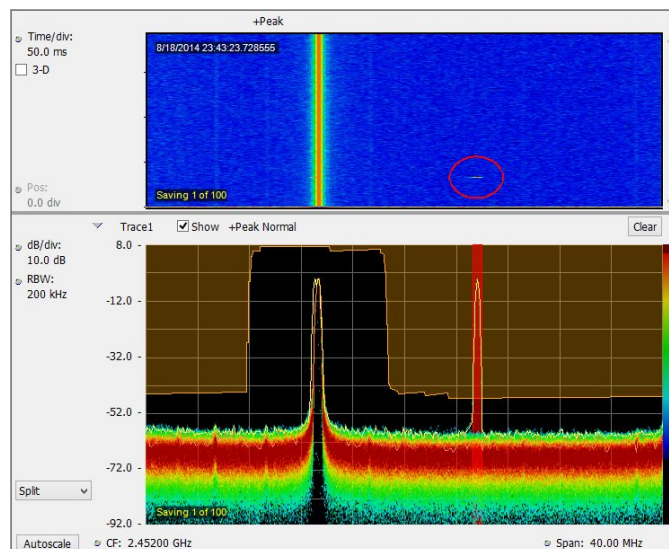 +Peak
Time/div:
50.0 ms
3-D
8/18/2014 23:43:23.728555
Pos:
0.0 div
Saving 1 of 100
Trace1 Show +Peak Normal Clear
dB/div:
10.0 dB
RBW:
200 kHz
8.0 -
-12.0 -
-32.0 -
-52.0 -
-72.0 -
-92.0 -
Split
Saving 1 of 100
Autoscale CF: 2.45200 GHz Span: 40.00 MHz